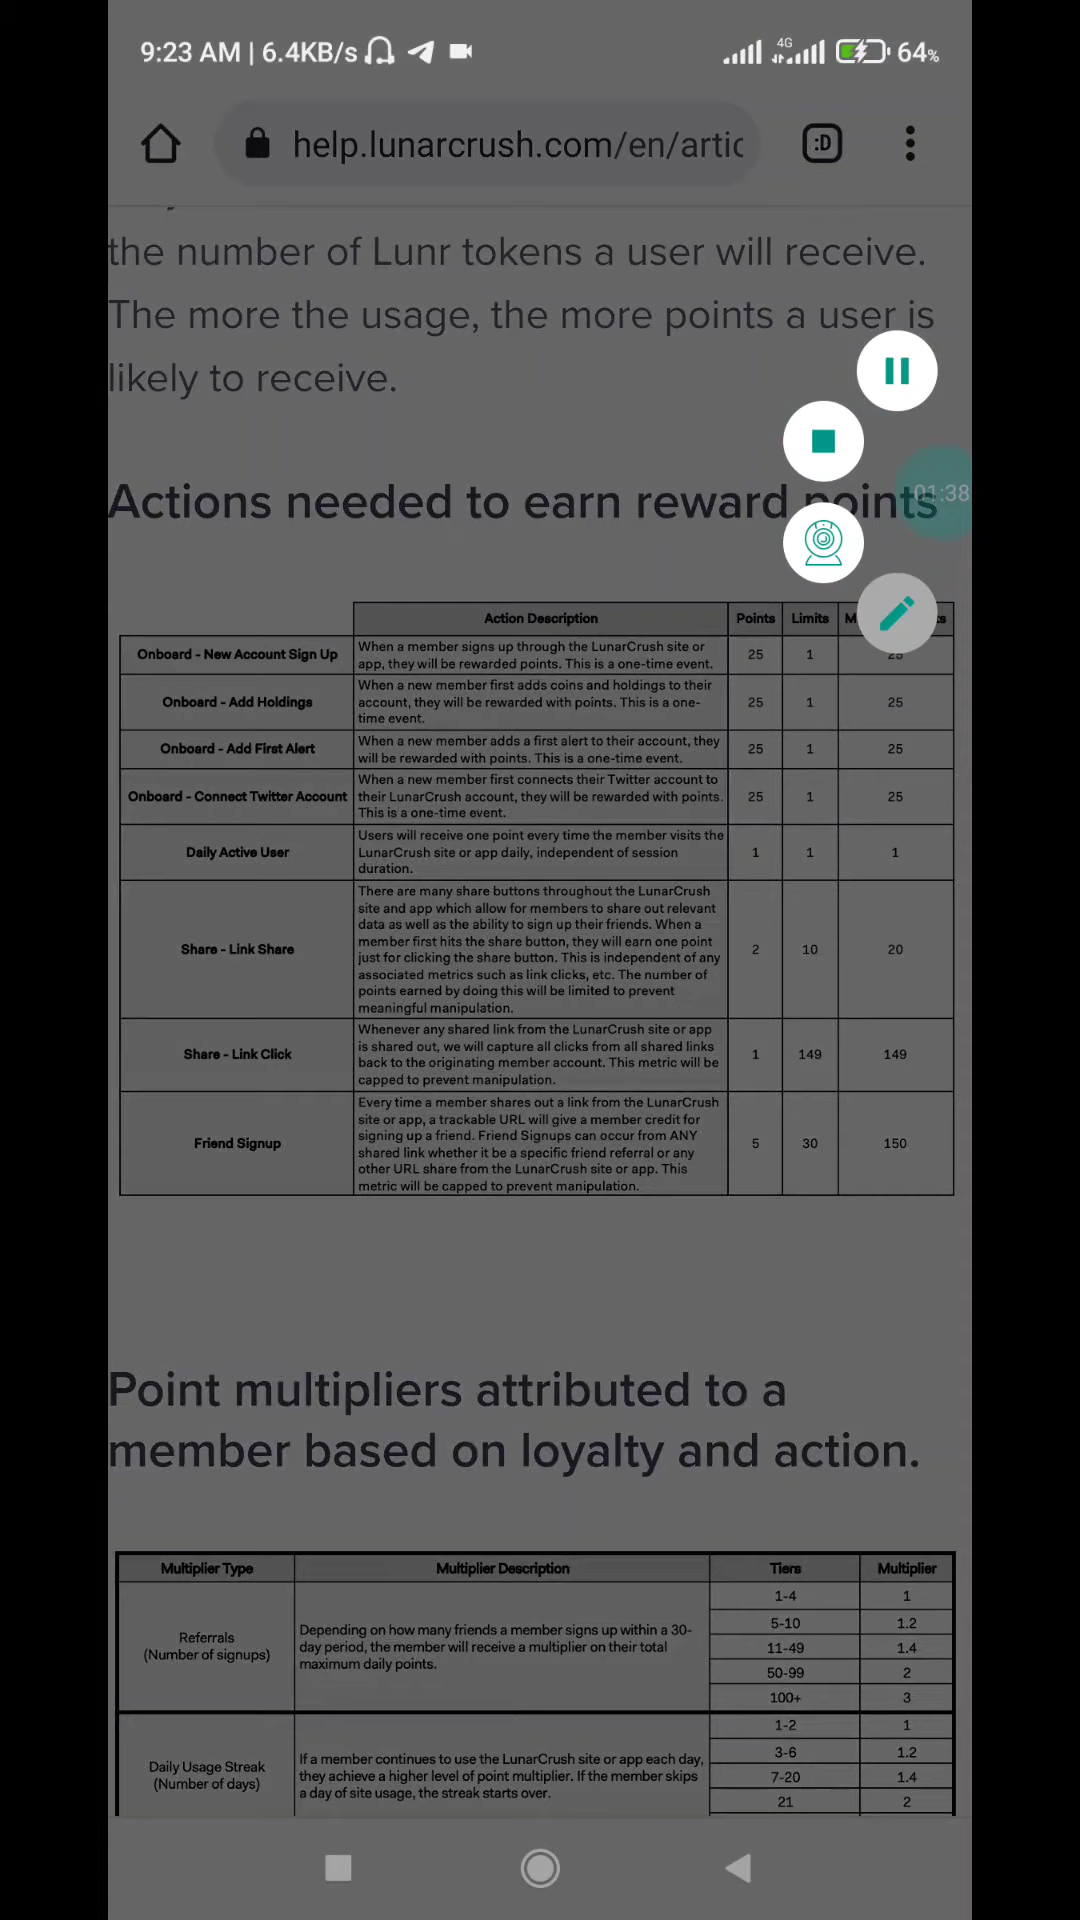 9:23 AM | 6.4KB/s
4G
64%
help.lunarcrush.com/en/artic
:D
the number of Lunr tokens a user will receive.
The more the usage, the more points a user is
likely to receive.
01:38
Actions needed to earn reward points
Action Description Points Limits
Onboard - New Account Sign Up
When a member signs up through the LunarCrush site or
app, they will be rewarded points. This is a one-time event.
25 1 25
Onboard - Add Holdings
When a new member first adds coins and holdings to their
account, they will be rewarded with points. This is a one-
time event.
25 1 25
Onboard - Add First Alert
When a new member adds a first alert to their account, they
will be rewarded with points. This is a one-time event.
25 1 25
Onboard - Connect Twitter Account
When a new member first connects their Twitter account to
their LunarCrush account, they will be rewarded with points.
This is a one-time event.
25 1 25
Daily Active User
Users will receive one point every time the member visits the
LunarCrush site or app daily, independent of session
duration.
1 1 1
Share - Link Share
There are many share buttons throughout the LunarCrush
site and app which allow for members to share out relevant
data as well as the ability to sign up their friends. When a
member first hits the share button, they will earn one point
just for clicking the share button. This is independent of any
associated metrics such as link clicks, etc. The number of
points earned by doing this will be limited to prevent
meaningful manipulation.
2 10 20
Share - Link Click
Whenever any shared link from the LunarCrush site or app
is shared out, we will capture all clicks from all shared links
back to the originating member account. This metric will be
capped to prevent manipulation.
1 149 149
Friend Signup
Every time a member shares out a link from the LunarCrush
site or app, a trackable URL will give a member credit for
signing up a friend. Friend Signups can occur from ANY
shared link whether it be a specific friend referral or any
other URL share from the LunarCrush site or app. This
metric will be capped to prevent manipulation.
5 30 150
Point multipliers attributed to a
member based on loyalty and action.
Multiplier Type Multiplier Description Tiers Multiplier
Referrals
(Number of signups)
Depending on how many friends a member signs up within a 30-
day period, the member will receive a multiplier on their total
maximum daily points.
1-4 1
5-10 1.2
11-49 1.4
50-99 2
100+ 3
Daily Usage Streak
(Number of days)
If a member continues to use the LunarCrush site or app each day,
they achieve a higher level of point multiplier. If the member skips
a day of site usage, the streak starts over.
1-2 1
3-6 1.2
7-20 1.4
21 2